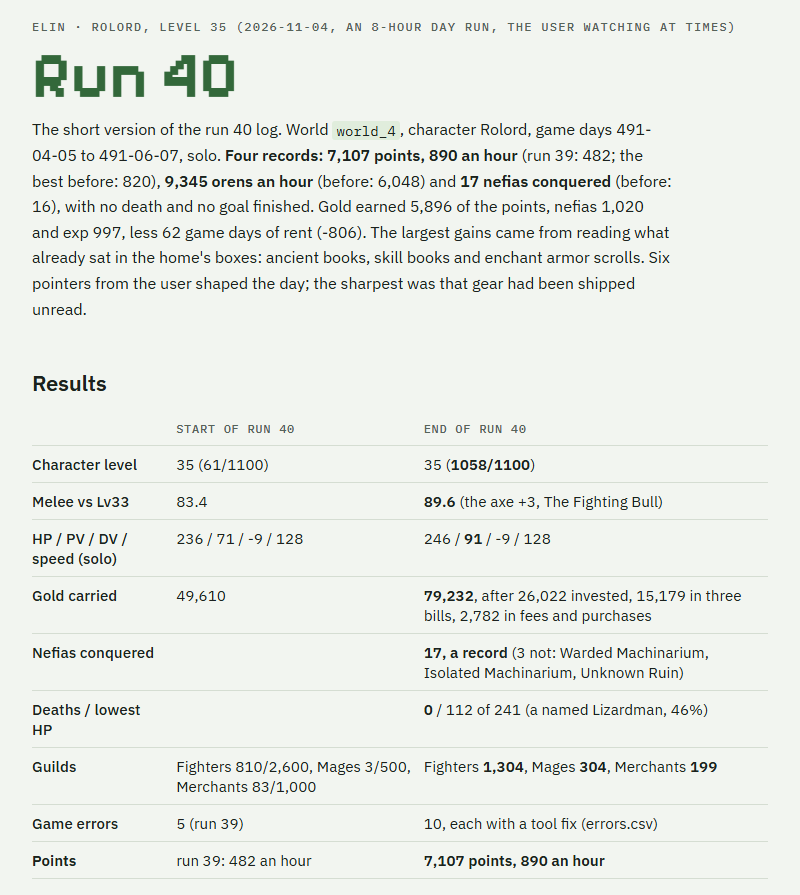 ELIN · ROLORD, LEVEL 35 (2026-11-04, AN 8-HOUR DAY RUN, THE USER WATCHING AT TIMES)
Run 40
The short version of the run 40 log. World world_4, character Rolord, game days 491-
04-05 to 491-06-07, solo. Four records: 7,107 points, 890 an hour (run 39: 482; the
best before: 820), 9,345 orens an hour (before: 6,048) and 17 nefias conquered (before:
16), with no death and no goal finished. Gold earned 5,896 of the points, nefias 1,020
and exp 997, less 62 game days of rent (-806). The largest gains came from reading what
already sat in the home's boxes: ancient books, skill books and enchant armor scrolls. Six
pointers from the user shaped the day; the sharpest was that gear had been shipped
unread.
Results
START OF RUN 40 END OF RUN 40
Character level 35 (61/1100) 35 (1058/1100)
Melee vs Lv33 83.4 89.6 (the axe +3, The Fighting Bull)
HP / PV / DV / 236 / 71 / -9 / 128 246 / 91 / -9 / 128
speed (solo)
Gold carried 49,610 79,232, after 26,022 invested, 15,179 in three
bills, 2,782 in fees and purchases
Nefias conquered 17, a record (3 not: Warded Machinarium,
Isolated Machinarium, Unknown Ruin)
Deaths / lowest 0 / 112 of 241 (a named Lizardman, 46%)
HP
Guilds Fighters 810/2,600, Mages 3/500, Fighters 1,304, Mages 304, Merchants 199
Merchants 83/1,000
Game errors 5 (run 39) 10, each with a tool fix (errors.csv)
Points run 39: 482 an hour 7,107 points, 890 an hour